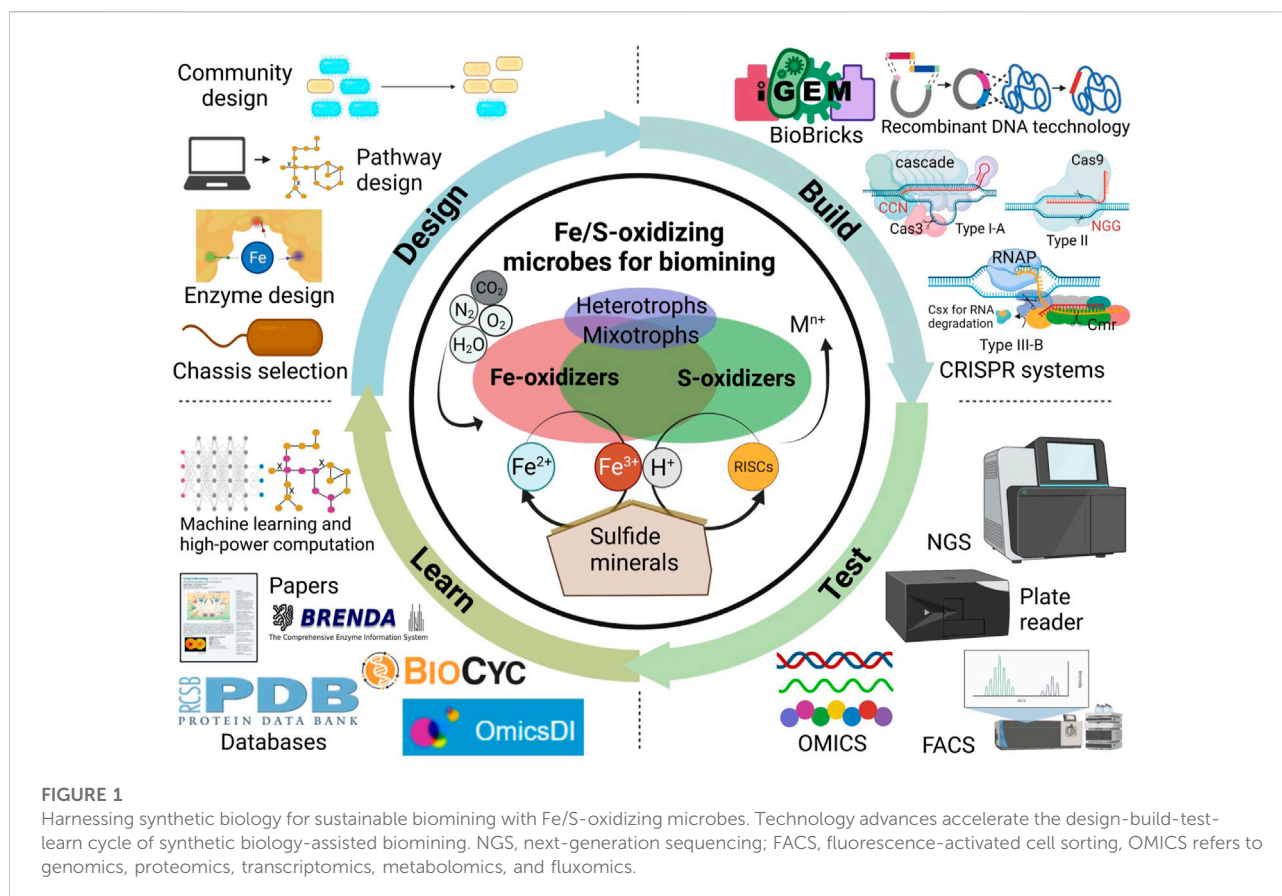 Community
design
Pathway
design
Fe
Enzyme design
Chassis selection
Design
iGEM
BioBricks
Recombinant DNA tecchnology
cascade
CCN
Cas3
Type I-A
Cas9
NGG
Type II
RNAP
Csx for RNA
degradation
Cmr
Type III-B
CRISPR systems
Build
Fe/S-oxidizing
microbes for biomining
CO2
N2
O2
H2O
Heterotrophs
Mixotrophs
Mn+
Fe-oxidizers
S-oxidizers
Fe2+
Fe3+
H+
RISCs
Sulfide
minerals
NGS
Plate
reader
OMICS
FACS
Intensity
Test
Learn
Machine learning and
high-power computation
Papers
BRENDA
The Comprehensive Enzyme Information System
BIOCYC
RCSB
PDB
PROTEIN DATA BANK
Databases
OmicsDI
FIGURE 1
Harnessing synthetic biology for sustainable biomining with Fe/S-oxidizing microbes. Technology advances accelerate the design-build-test-
learn cycle of synthetic biology-assisted biomining. NGS, next-generation sequencing; FACS, fluorescence-activated cell sorting, OMICS refers to
genomics, proteomics, transcriptomics, metabolomics, and fluxomics.